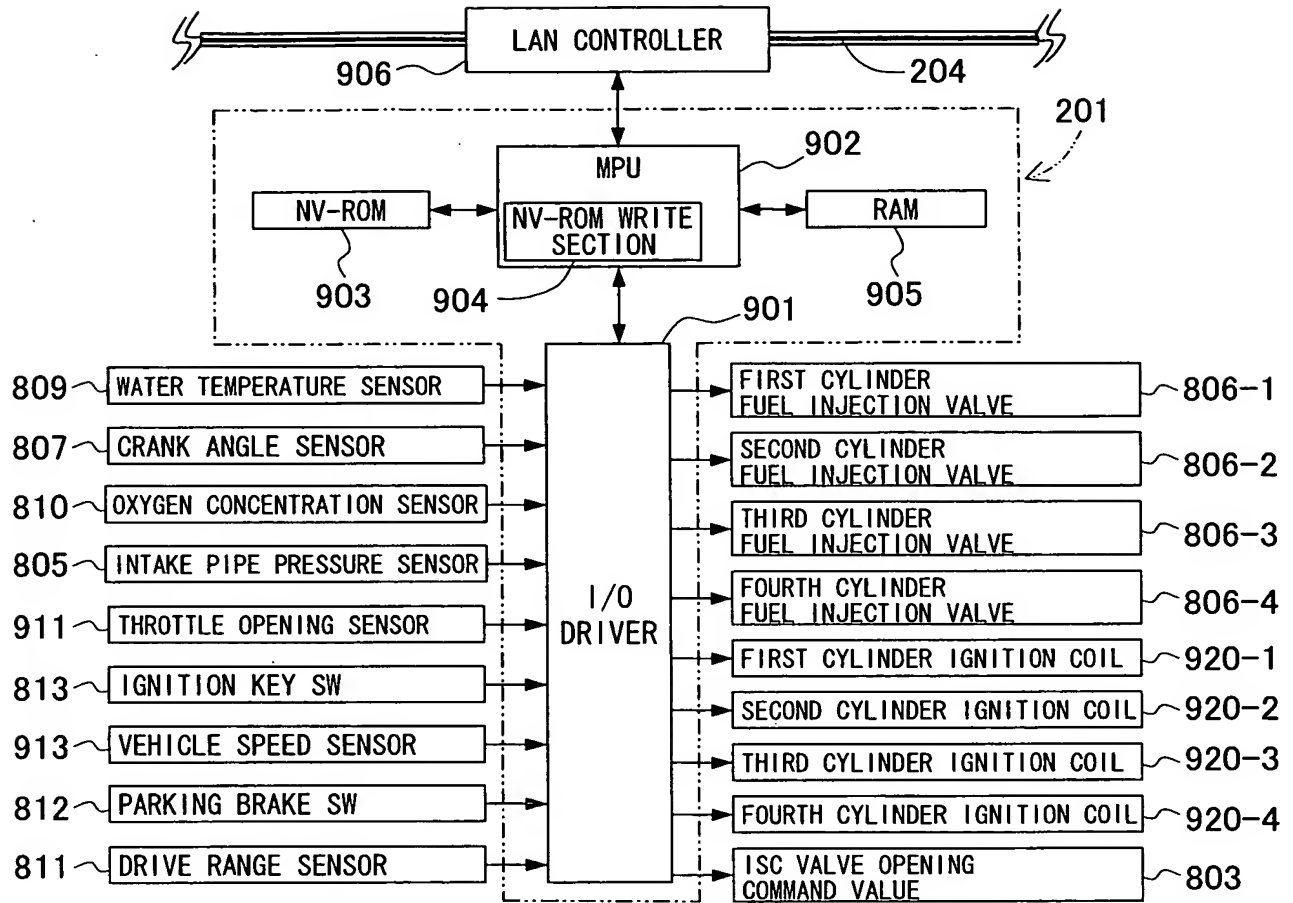 LAN CONTROLLER
906
204
201
MPU
902
NV-ROM
NV-ROM WRITE
SECTION
RAM
903
904
905
901
809
WATER TEMPERATURE SENSOR
807
CRANK ANGLE SENSOR
810
OXYGEN CONCENTRATION SENSOR
805
INTAKE PIPE PRESSURE SENSOR
911
THROTTLE OPENING SENSOR
813
IGNITION KEY SW
913
VEHICLE SPEED SENSOR
812
PARKING BRAKE SW
811
DRIVE RANGE SENSOR
I/O
DRIVER
FIRST CYLINDER
FUEL INJECTION VALVE
806-1
SECOND CYLINDER
FUEL INJECTION VALVE
806-2
THIRD CYLINDER
FUEL INJECTION VALVE
806-3
FOURTH CYLINDER
FUEL INJECTION VALVE
806-4
FIRST CYLINDER IGNITION COIL
920-1
SECOND CYLINDER IGNITION COIL
920-2
THIRD CYLINDER IGNITION COIL
920-3
FOURTH CYLINDER IGNITION COIL
920-4
ISC VALVE OPENING
COMMAND VALUE
803